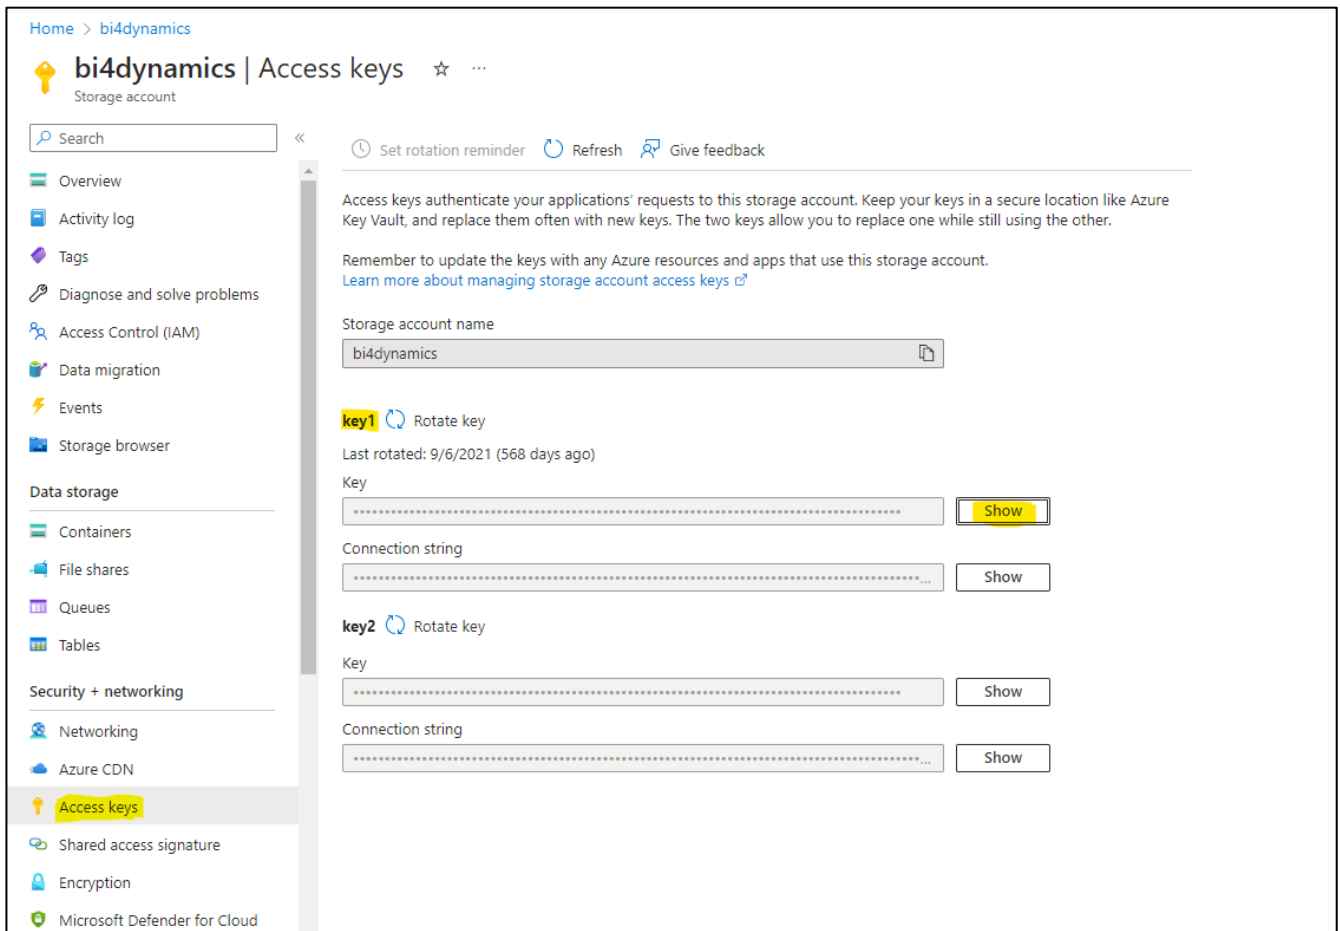 Home > bi4dynamics
bi4dynamics | Access keys
Storage account
Search
Overview
Activity log
Tags
Diagnose and solve problems
Access Control (IAM)
Data migration
Events
Storage browser
Data storage
Containers
File shares
Queues
Tables
Security + networking
Networking
Azure CDN
Access keys
Shared access signature
Encryption
Microsoft Defender for Cloud
Set rotation reminder Refresh Give feedback
Access keys authenticate your applications' requests to this storage account. Keep your keys in a secure location like Azure
Key Vault, and replace them often with new keys. The two keys allow you to replace one while still using the other.
Remember to update the keys with any Azure resources and apps that use this storage account.
Learn more about managing storage account access keys
Storage account name
bi4dynamics
key1 Rotate key
Last rotated: 9/6/2021 (568 days ago)
Key
Show
Connection string
Show
key2 Rotate key
Key
Show
Connection string
Show